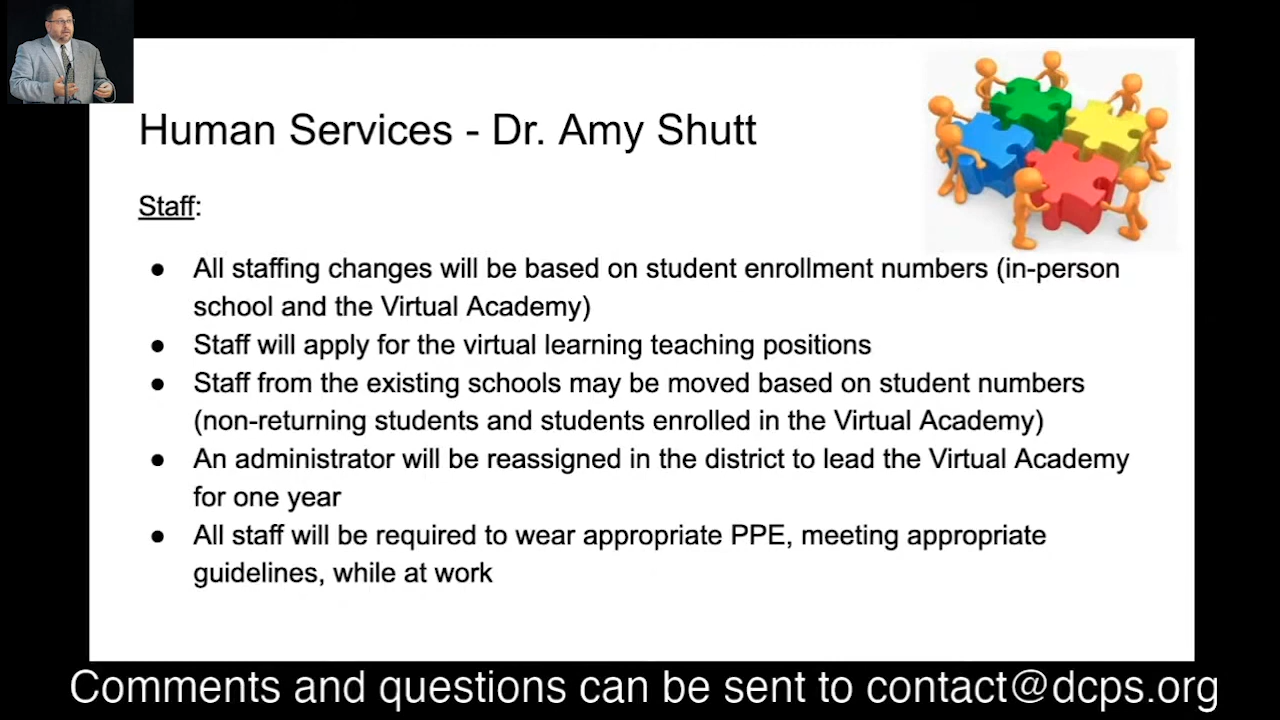 Human Services - Dr. Amy Shutt
Staff:
● All staffing changes will be based on student enrollment numbers (in-person
school and the Virtual Academy)
● Staff will apply for the virtual learning teaching positions
● Staff from the existing schools may be moved based on student numbers
(non-returning students and students enrolled in the Virtual Academy)
● An administrator will be reassigned in the district to lead the Virtual Academy
for one year
● All staff will be required to wear appropriate PPE, meeting appropriate
guidelines, while at work
Comments and questions can be sent to contact@dcps.org